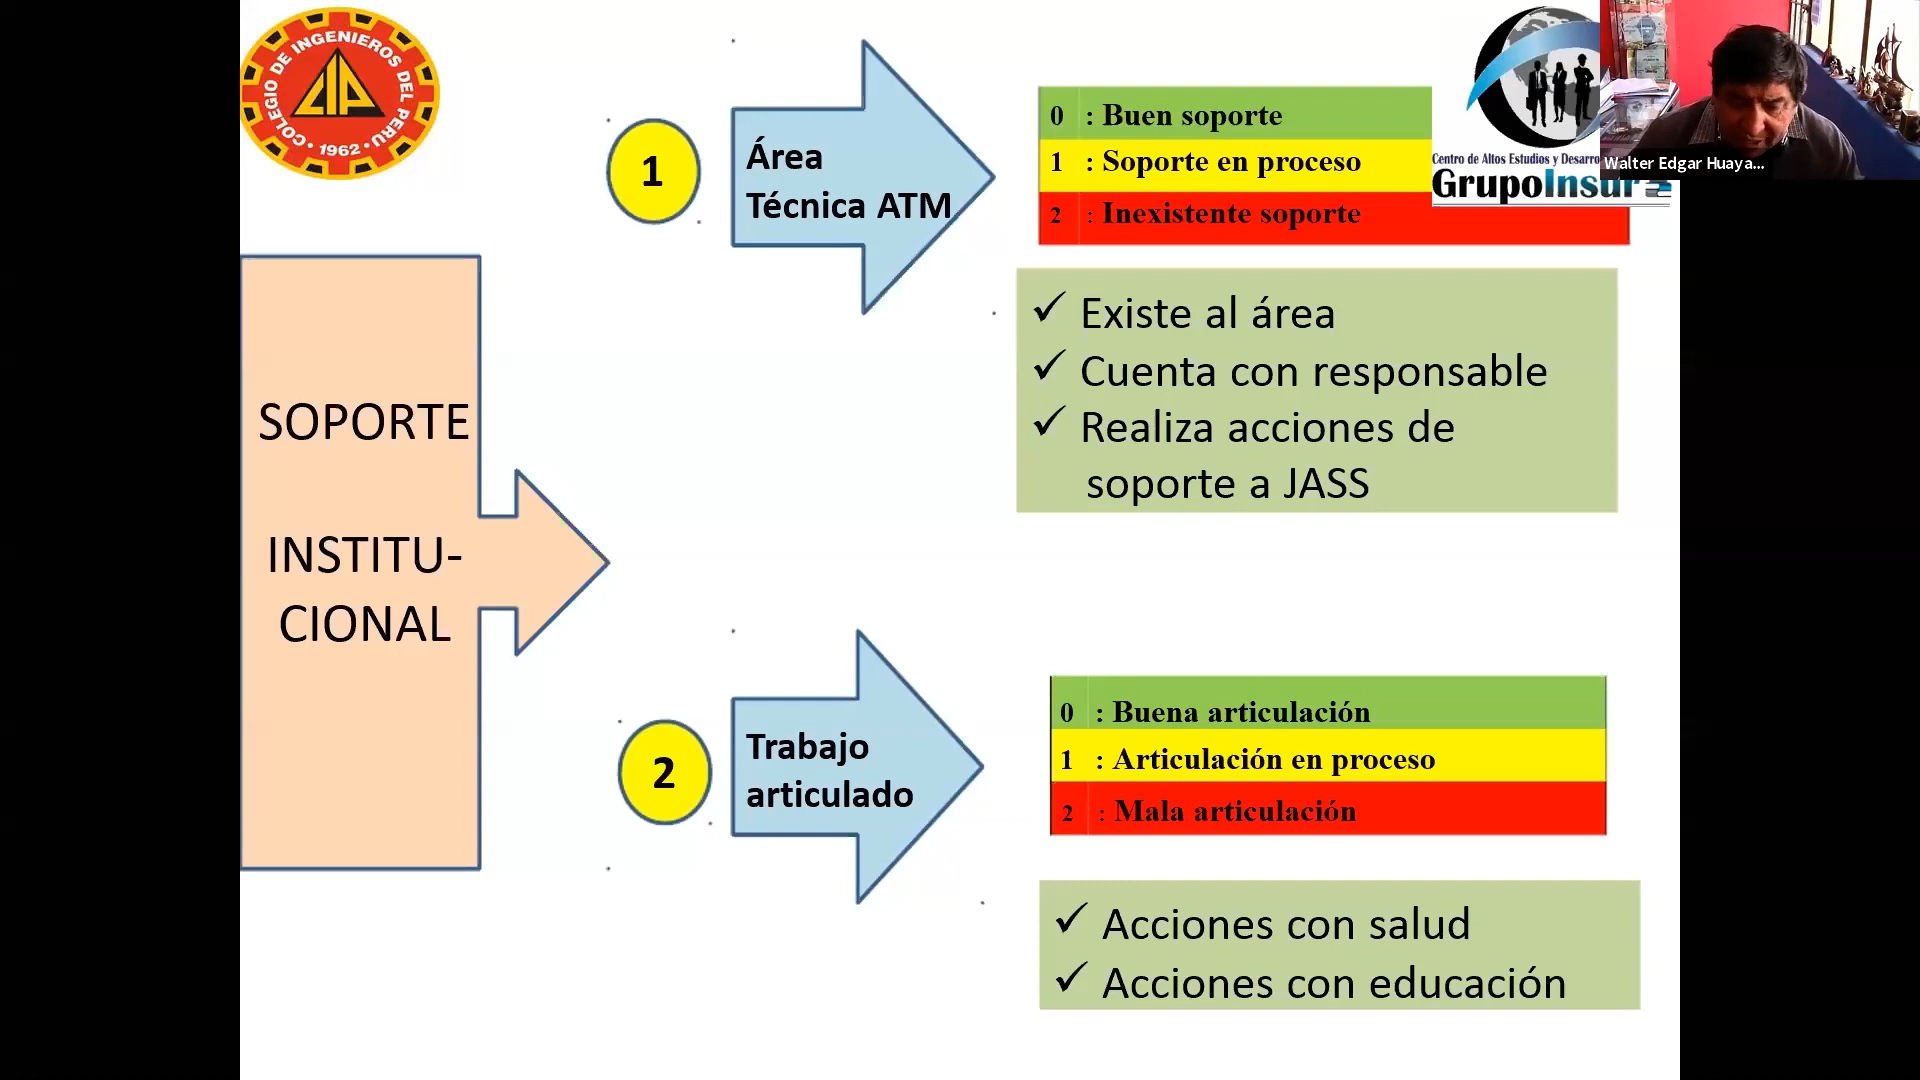 COLEGIO DE INGENIEROS DEL PERU
· 1962 ·
CIP
SOPORTE
INSTITU-
CIONAL
1
Área
Técnica ATM
0 : Buen soporte
1 : Soporte en proceso
2 : Inexistente soporte
Centro de Altos Estudios y Desarro
GrupoInsur
Walter Edgar Huaya...
✓ Existe al área
✓ Cuenta con responsable
✓ Realiza acciones de
soporte a JASS
2
Trabajo
articulado
0 : Buena articulación
1 : Articulación en proceso
2 : Mala articulación
✓ Acciones con salud
✓ Acciones con educación